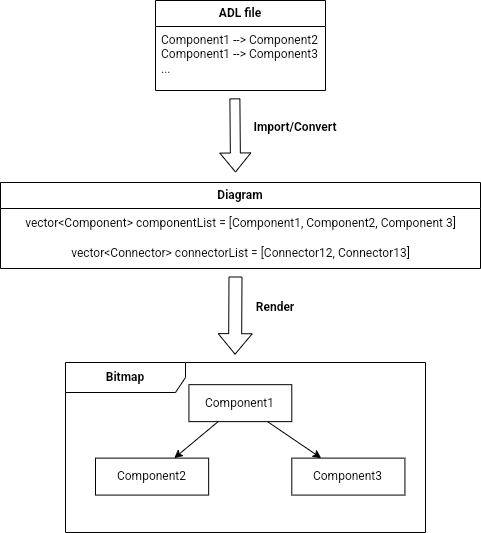 ADL file
Component1 --> Component2
Component1 --> Component3
...
Import/Convert
Diagram
vector<Component> componentList = [Component1, Component2, Component 3]
vector<Connector> connectorList = [Connector12, Connector13]
Render
Bitmap
Component1
Component2
Component3